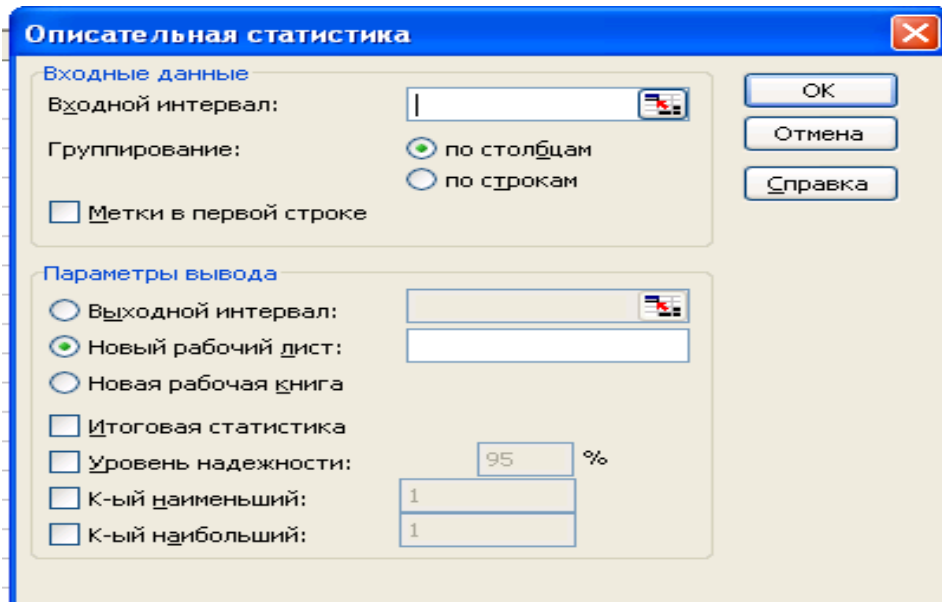 Описательная статистика
Входные данные
Входной интервал:
Группирование:
по столбцам
по строкам
Метки в первой строке
ОК
Отмена
Справка
Параметры вывода
Выходной интервал:
Новый рабочий лист:
Новая рабочая книга
Итоговая статистика
Уровень надежности: 95 %
К-ый наименьший: 1
К-ый наибольший: 1